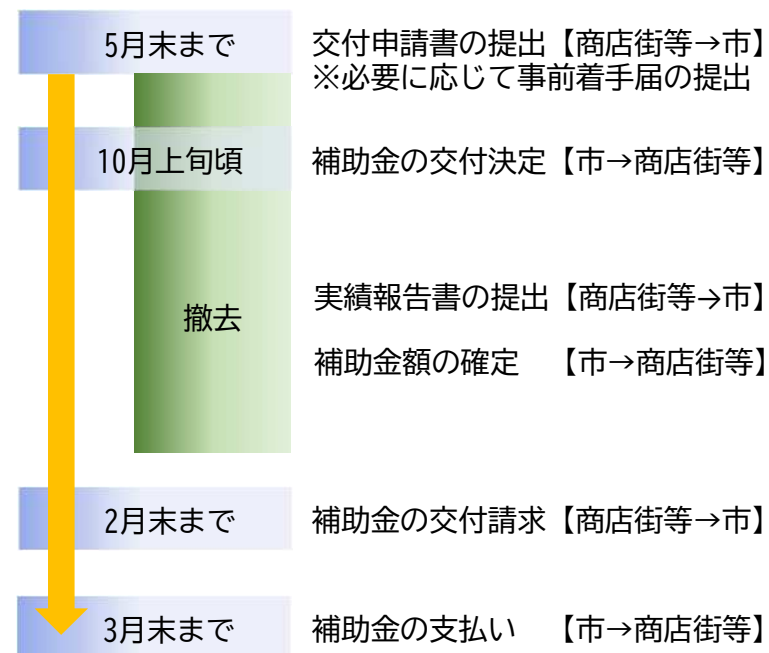 5月末まで
交付申請書の提出【商店街等→市】
※必要に応じて事前着手届の提出
10月上旬頃
補助金の交付決定【市→商店街等】
撤去
実績報告書の提出【商店街等→市】
補助金額の確定　【市→商店街等】
2月末まで
補助金の交付請求【商店街等→市】
3月末まで
補助金の支払い　【市→商店街等】